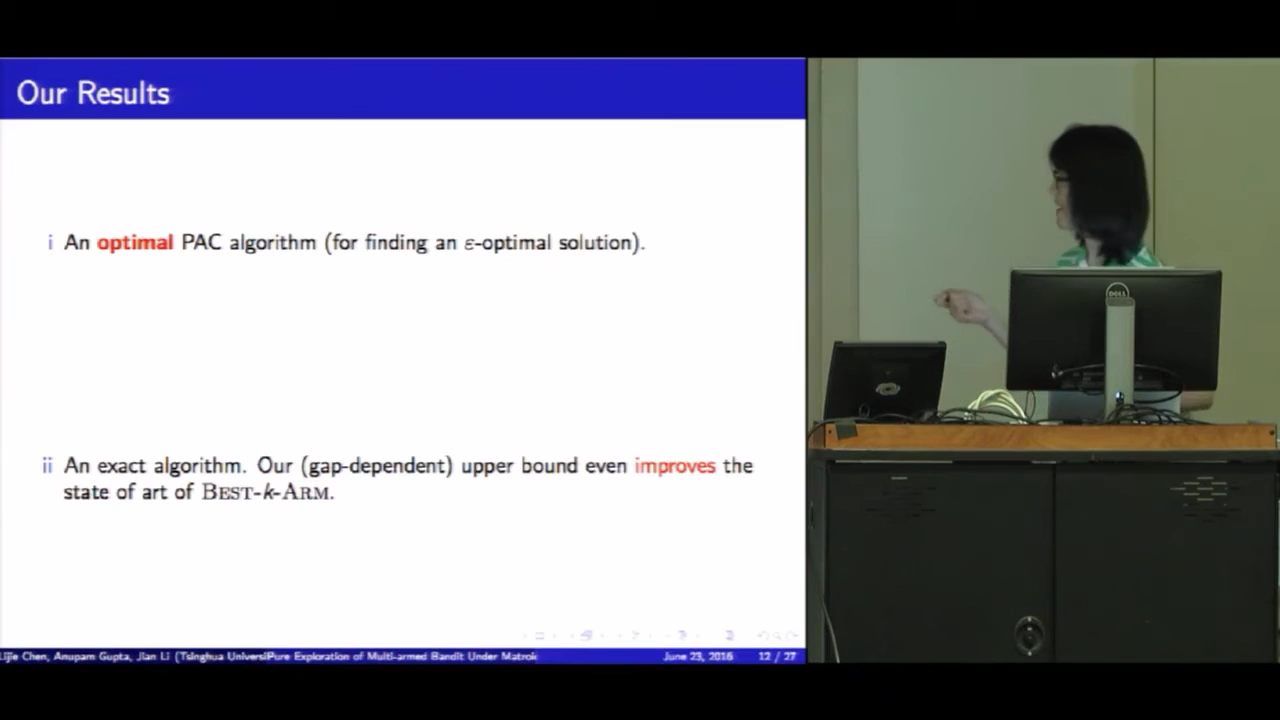 Our Results
i An optimal PAC algorithm (for finding an ε-optimal solution).
ii An exact algorithm. Our (gap-dependent) upper bound even improves the
state of art of BEST-k-ARM.
Lijie Chen, Anupam Gupta, Jian Li (Tsinghua UniversiPure Exploration of Multi-armed Bandit Under Matroi
June 23, 2016 12 / 27
DELL